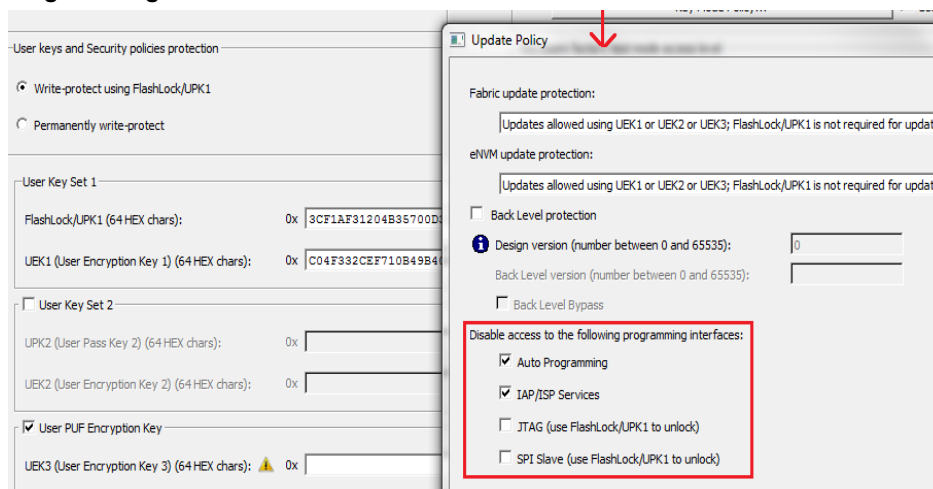 User keys and Security policies protection
Write-protect using FlashLock/UPK1
Permanently write-protect
User Key Set 1
FlashLock/UPK1 (64 HEX chars): 0x 3CF1AF31204B35700D
UEK1 (User Encryption Key 1) (64 HEX chars): 0x C04F332CEF710B49B4
User Key Set 2
UPK2 (User Pass Key 2) (64 HEX chars): 0x
UEK2 (User Encryption Key 2) (64 HEX chars): 0x
User PUF Encryption Key
UEK3 (User Encryption Key 3) (64 HEX chars): 0x
Update Policy
Fabric update protection:
Updates allowed using UEK1 or UEK2 or UEK3; FlashLock/UPK1 is not required for updat
eNVM update protection:
Updates allowed using UEK1 or UEK2 or UEK3; FlashLock/UPK1 is not required for updat
Back Level protection
Design version (number between 0 and 65535): 0
Back Level version (number between 0 and 65535):
Back Level Bypass
Disable access to the following programming interfaces:
Auto Programming
IAP/ISP Services
JTAG (use FlashLock/UPK1 to unlock)
SPI Slave (use FlashLock/UPK1 to unlock)